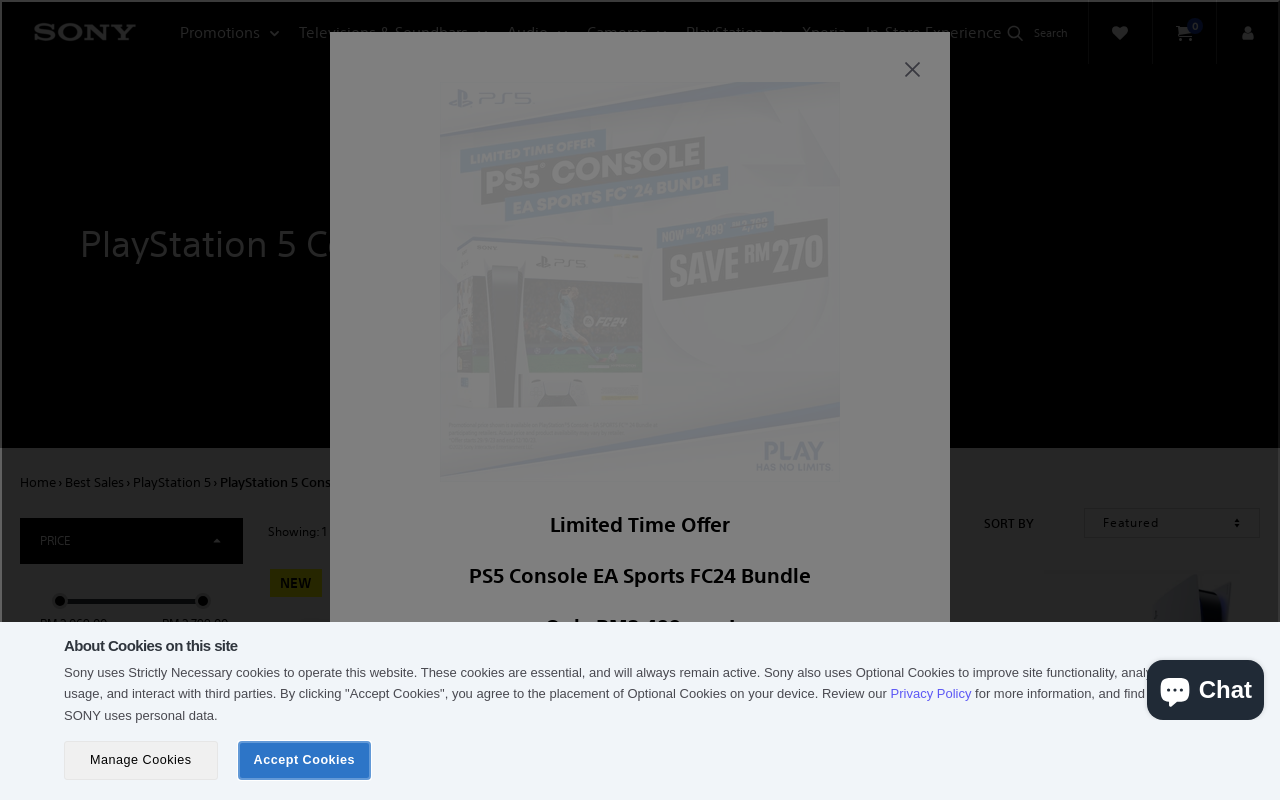 SONY
Promotions
Televisions & Soundbars
Audio
Cameras
PlayStation
Xperia
In-Store Experience
Search
0
PS5
LIMITED TIME OFFER
PS5 CONSOLE
EA SPORTS FC 24 BUNDLE
NOW RM 2,499
SAVE RM 270
SONY
PS5
FC24
PLAY
HAS NO LIMITS
PlayStation 5 Co
Home › Best Sales › PlayStation 5 › PlayStation 5 Cons
PRICE
Showing: 1
SORT BY
Featured
NEW
Limited Time Offer
PS5 Console EA Sports FC24 Bundle
About Cookies on this site
Sony uses Strictly Necessary cookies to operate this website. These cookies are essential, and will always remain active. Sony also uses Optional Cookies to improve site functionality, analy
usage, and interact with third parties. By clicking "Accept Cookies", you agree to the placement of Optional Cookies on your device. Review our Privacy Policy for more information, and find
SONY uses personal data.
Manage Cookies
Accept Cookies
Chat